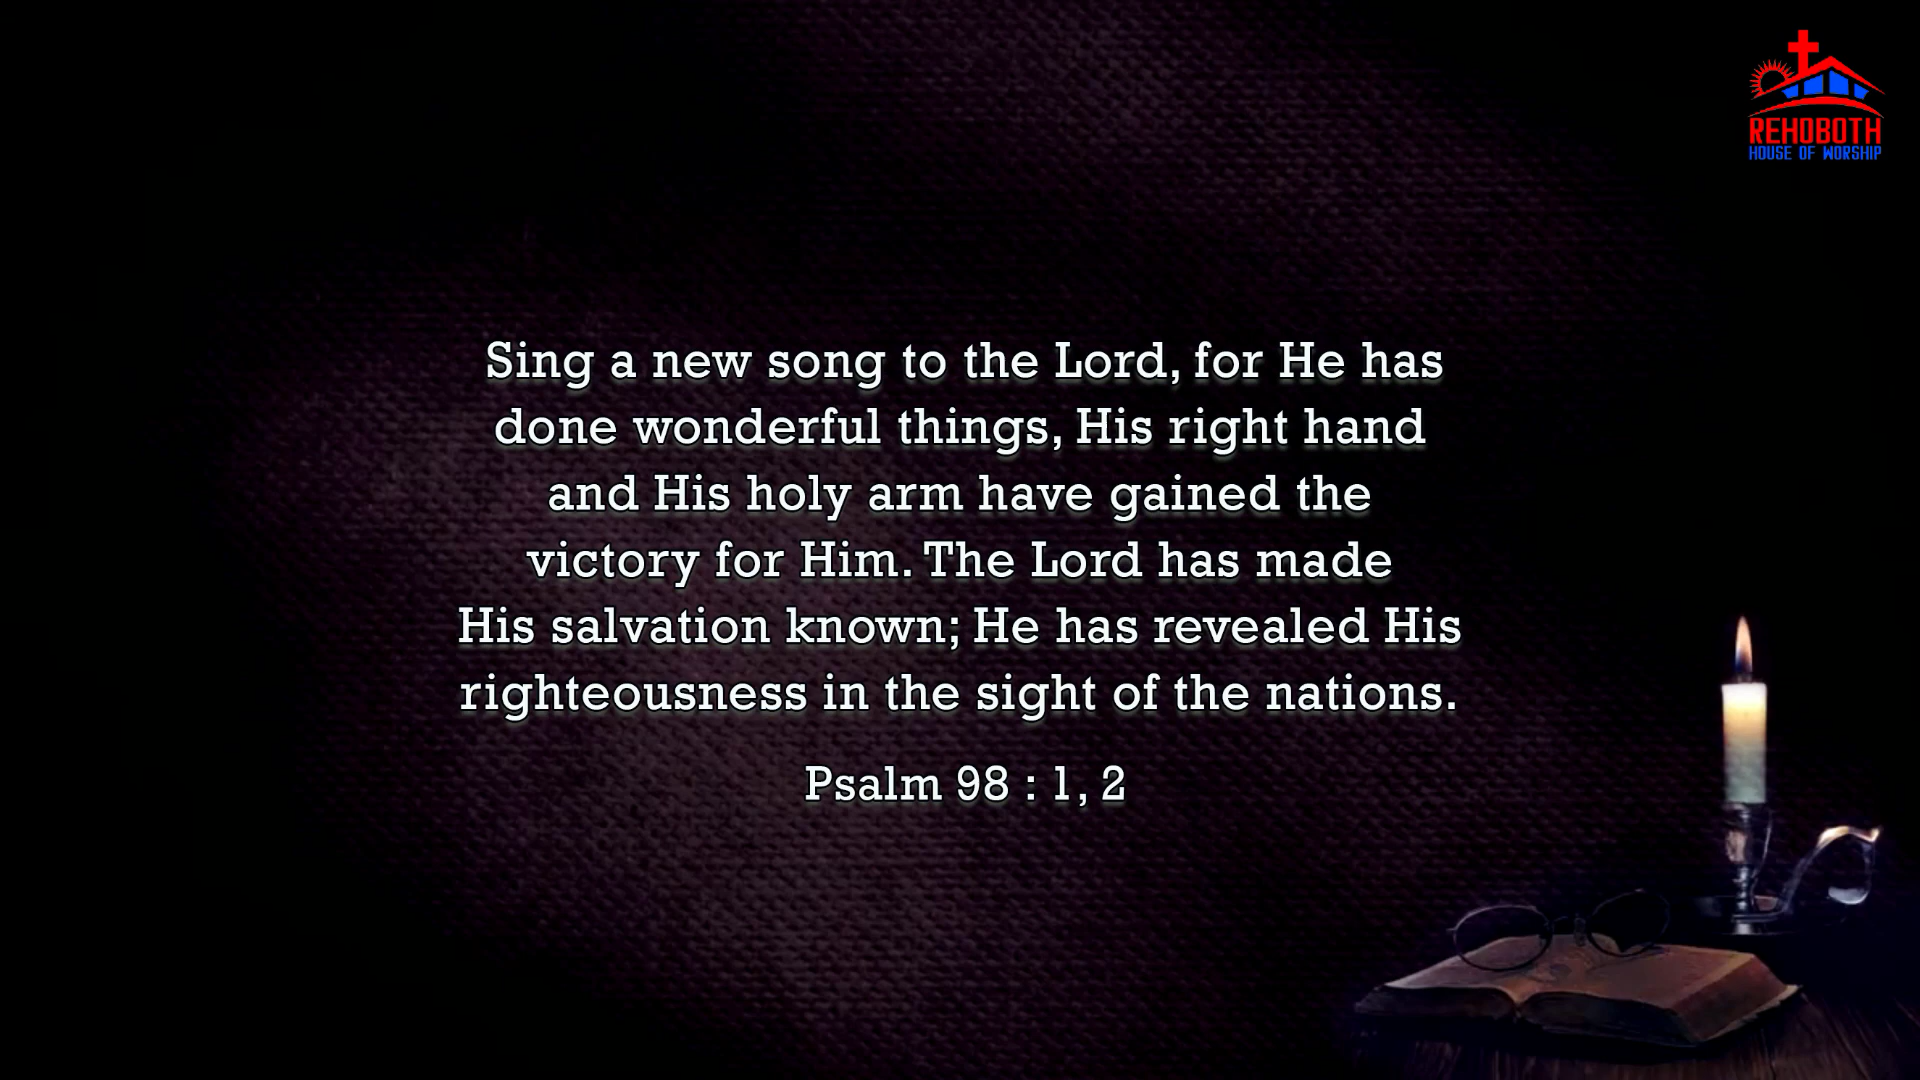 REHOBOTH
HOUSE OF WORSHIP
Sing a new song to the Lord, for He has
done wonderful things, His right hand
and His holy arm have gained the
victory for Him. The Lord has made
His salvation known; He has revealed His
righteousness in the sight of the nations.
Psalm 98 : 1, 2